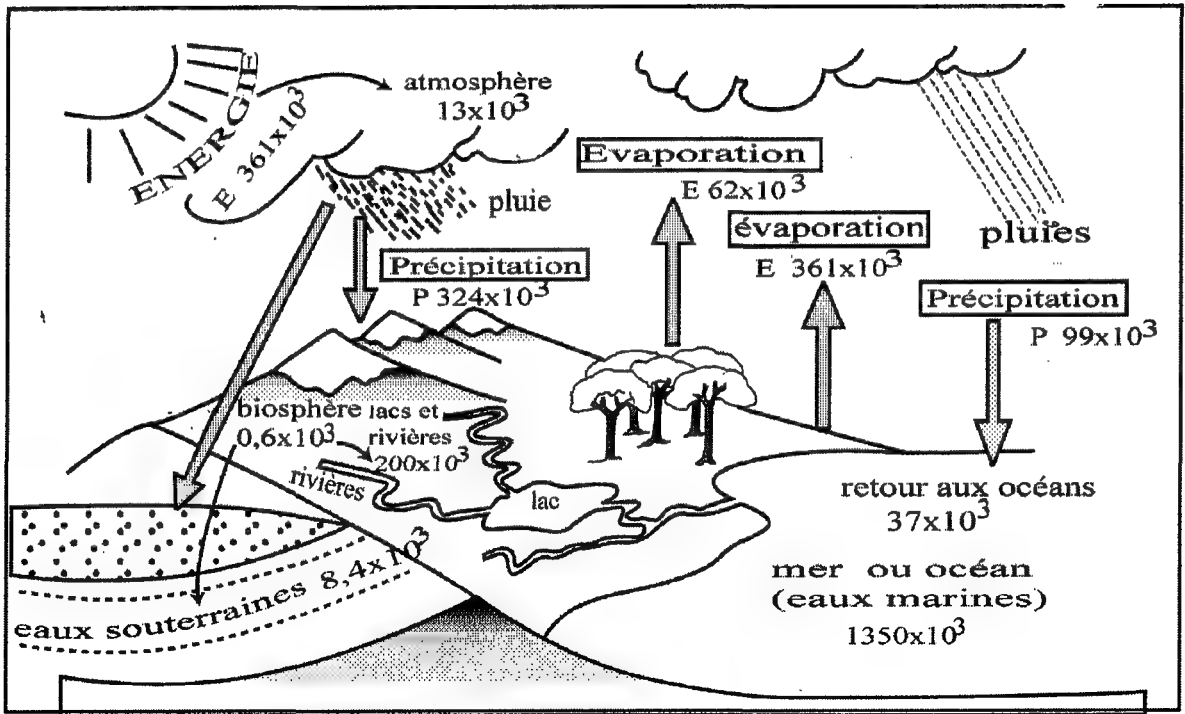 ENERGIE
E 361x10³
atmosphère
13x10³
pluie
Précipitation
P 324x10³
Evaporation
E 62x10³
évaporation
E 361x10³
pluies
Précipitation
P 99x10³
biosphère
0,6x10³
lacs et
rivières
200x10³
rivières
lac
retour aux océans
37x10³
mer ou océan
(eaux marines)
1350x10³
eaux souterraines 8,4x10³